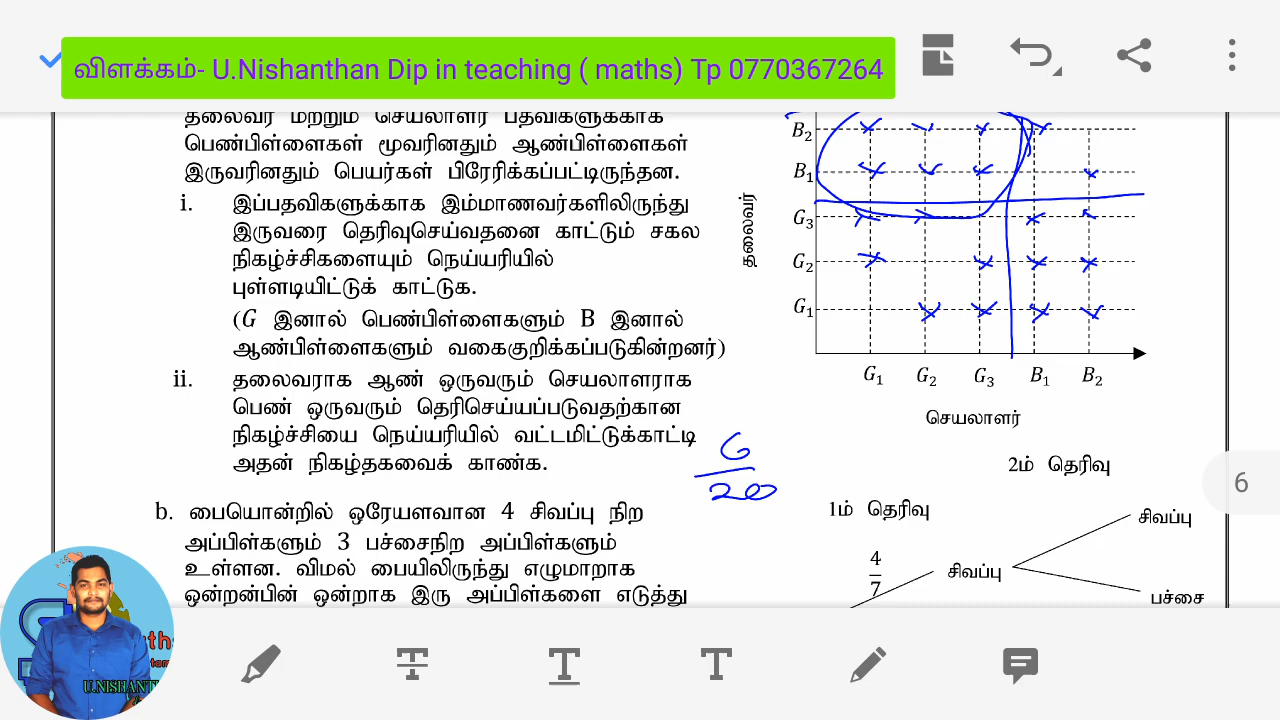 விளக்கம்- U.Nishanthan Dip in teaching ( maths) Tp 0770367264
தலைவர் மற்றும் செயலாளர் பதவிகளுக்காக
பெண்பிள்ளைகள் மூவரினதும் ஆண்பிள்ளைகள்
இருவரினதும் பெயர்கள் பிரேரிக்கப்பட்டிருந்தன.
i. இப்பதவிகளுக்காக இம்மாணவர்களிலிருந்து
இருவரை தெரிவுசெய்வதனை காட்டும் சகல
நிகழ்ச்சிகளையும் நெய்யரியில்
புள்ளடியிட்டுக் காட்டுக.
(G இனால் பெண்பிள்ளைகளும் B இனால்
ஆண்பிள்ளைகளும் வகைகுறிக்கப்படுகின்றனர்)
ii. தலைவராக ஆண் ஒருவரும் செயலாளராக
பெண் ஒருவரும் தெரிசெய்யப்படுவதற்கான
நிகழ்ச்சியை நெய்யரியில் வட்டமிட்டுக்காட்டி
அதன் நிகழ்தகவைக் காண்க.
6
20
b. பையொன்றில் ஒரேயளவான 4 சிவப்பு நிற
அப்பிள்களும் 3 பச்சைநிற அப்பிள்களும்
உள்ளன. விமல் பையிலிருந்து எழுமாறாக
ஒன்றன்பின் ஒன்றாக இரு அப்பிள்களை எடுத்து
தலைவர்
B₂
B₁
G₃
G₂
G₁
G₁ G₂ G₃ B₁ B₂
செயலாளர்
2ம் தெரிவு
1ம் தெரிவு
சிவப்பு
4
7
சிவப்பு
பச்சை
6
U.NISHANTH